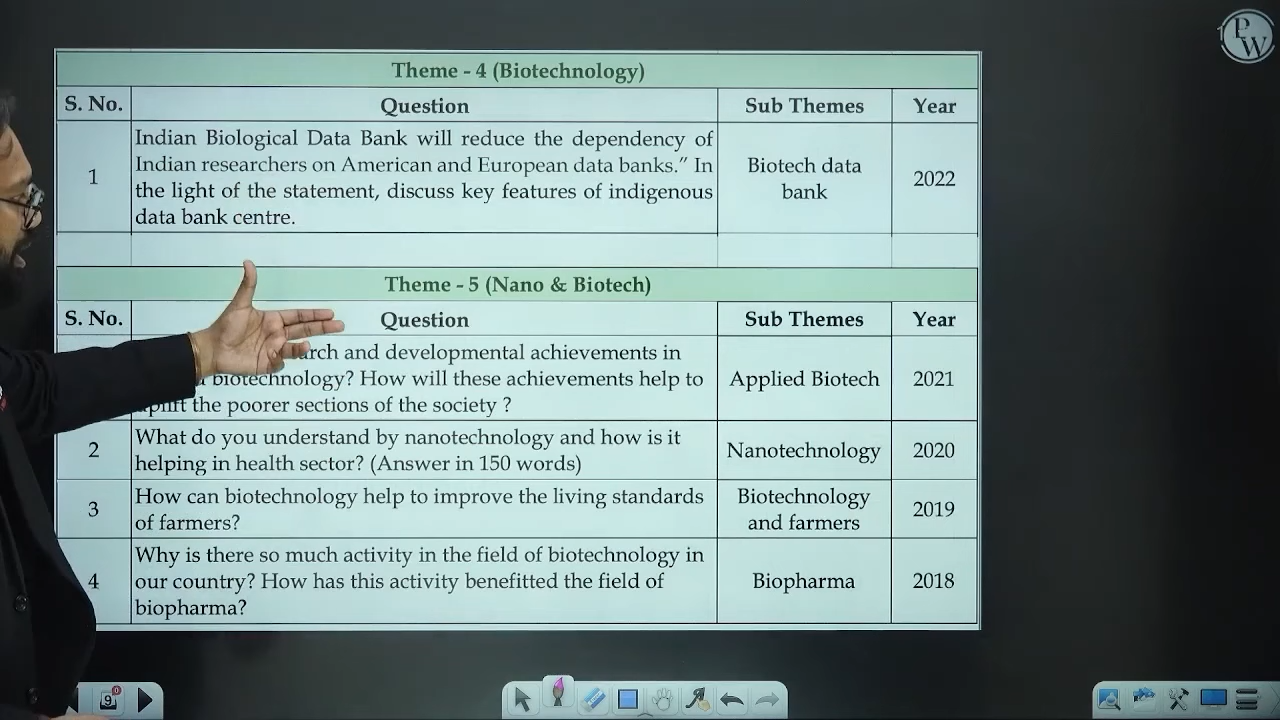 PW
Theme - 4 (Biotechnology)
S. No. Question Sub Themes Year
1 Indian Biological Data Bank will reduce the dependency of
Indian researchers on American and European data banks.” In
the light of the statement, discuss key features of indigenous
data bank centre.
Biotech data
bank
2022
Theme - 5 (Nano & Biotech)
S. No. Question Sub Themes Year
and developmental achievements in
biotechnology? How will these achievements help to
the poorer sections of the society ?
Applied Biotech 2021
2 What do you understand by nanotechnology and how is it
helping in health sector? (Answer in 150 words)
Nanotechnology 2020
3 How can biotechnology help to improve the living standards
of farmers?
Biotechnology
and farmers
2019
4 Why is there so much activity in the field of biotechnology in
our country? How has this activity benefitted the field of
biopharma?
Biopharma 2018
9